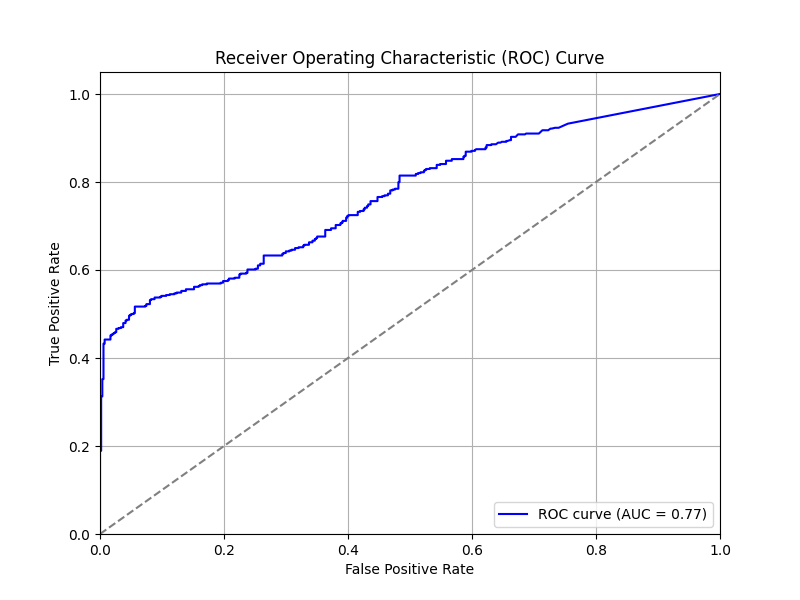 Receiver Operating Characteristic (ROC) Curve
True Positive Rate
1.0
0.8
0.6
0.4
0.2
0.0
0.0 0.2 0.4 0.6 0.8 1.0
False Positive Rate
ROC curve (AUC = 0.77)